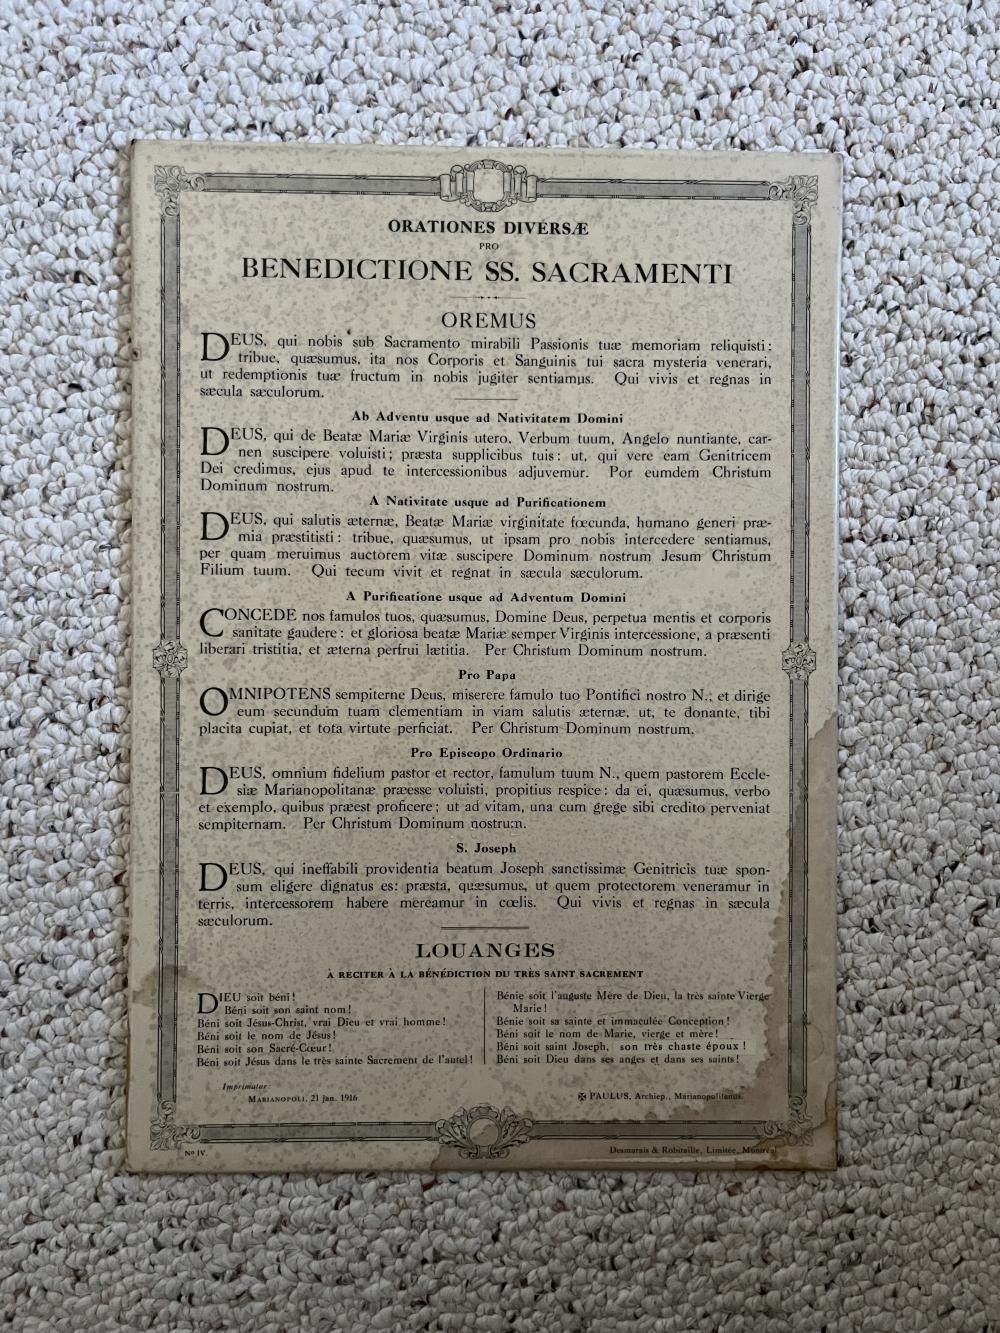 ORATIONES DIVERSÆ
PRO
BENEDICTIONE SS. SACRAMENTI
OREMUS
DEUS, qui nobis sub Sacramento mirabili Passionis tuæ memoriam reliquisti :
tribue, quæsumus, ita nos Corporis et Sanguinis tui sacra mysteria venerari,
ut redemptionis tuæ fructum in nobis jugiter sentiamus. Qui vivis et regnas in
sæcula sæculorum.
Ab Adventu usque ad Nativitatem Domini
DEUS, qui de Beatæ Mariæ Virginis utero, Verbum tuum, Angelo nuntiante, car-
nen suscipere voluisti ; præsta supplicibus tuis : ut, qui vere eam Genitricem
Dei credimus, ejus apud te intercessionibus adjuvemur. Por eumdem Christum
Dominum nostrum.
A Nativitate usque ad Purificationem
DEUS, qui salutis æternæ, Beatæ Mariæ virginitate fœcunda, humano generi præ-
mia præstitisti : tribue, quæsumus, ut ipsam pro nobis intercedere sentiamus,
per quam meruimus auctorem vitæ suscipere Dominum nostrum Jesum Christum
Filium tuum. Qui tecum vivit et regnat in sæcula sæculorum.
A Purificatione usque ad Adventum Domini
CONCEDE nos famulos tuos, quæsumus, Domine Deus, perpetua mentis et corporis
sanitate gaudere : et gloriosa beatæ Mariæ semper Virginis intercessione, a præsenti
liberari tristitia, et æterna perfrui lætitia. Per Christum Dominum nostrum.
Pro Papa
OMNIPOTENS sempiterne Deus, miserere famulo tuo Pontifici nostro N., et dirige
eum secundum tuam clementiam in viam salutis æternæ, ut, te donante, tibi
placita cupiat, et tota virtute perficiat. Per Christum Dominum nostrum.
Pro Episcopo Ordinario
DEUS, omnium fidelium pastor et rector, famulum tuum N., quem pastorem Eccle-
siæ Marianopolitanæ præesse voluisti, propitius respice : da ei, quæsumus, verbo
et exemplo, quibus præest proficere ; ut ad vitam, una cum grege sibi credito perveniat
sempiternam. Per Christum Dominum nostrum.
S. Joseph
DEUS, qui ineffabili providentia beatum Joseph sanctissimæ Genitricis tuæ spon-
sum eligere dignatus es: præsta, quæsumus, ut quem protectorem veneramur in
terris, intercessorem habere mereamur in cœlis. Qui vivis et regnas in sæcula
sæculorum.
LOUANGES
À RECITER À LA BÉNÉDICTION DU TRÈS SAINT SACREMENT
DIEU soit béni !
Béni soit son saint nom !
Béni soit Jésus-Christ, vrai Dieu et vrai homme !
Béni soit le nom de Jésus !
Béni soit son Sacré-Cœur !
Béni soit Jésus dans le très sainte Sacrement de l'autel !
Bénie soit l'auguste Mère de Dieu, la très sainte Vierge
Marie !
Bénie soit sa sainte et immaculée Conception !
Béni soit le nom de Marie, vierge et mère !
Béni soit saint Joseph, son très chaste époux !
Béni soit Dieu dans ses anges et dans ses saints !
Imprimatur:
MARIANOPOLI, 21 jan. 1916
✠ PAULUS, Archiep., Marianopolitanus.
No IV.
Desmarais & Robitaille, Limitée, Montréal